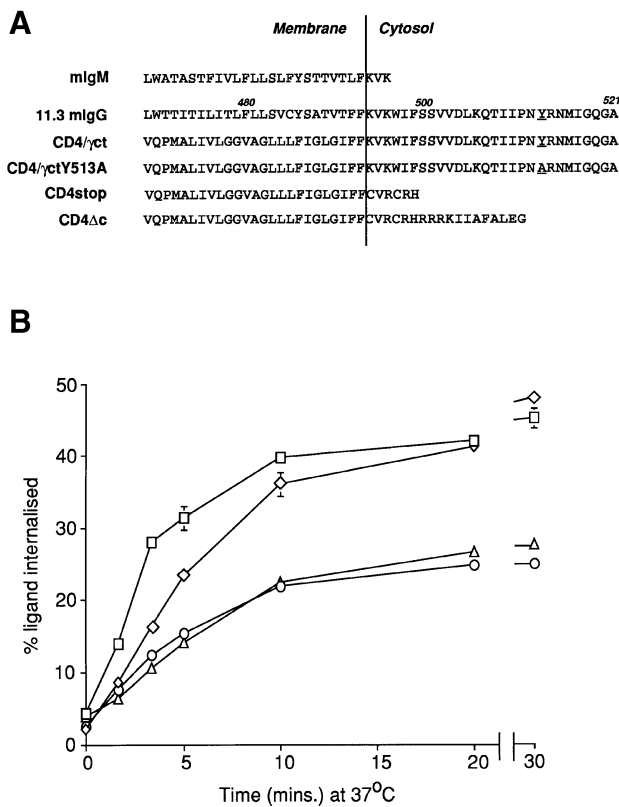 A
Membrane Cytosol
mIgM LWATASTFIVLFLLSLFYSTTVTLFKVK
480 500 521
11.3 mIgG LWTTITILITLFLLSVCYSATVTFFKVKWIFSSVVDLKQTIIPNYRNMIGQGA
CD4/γct VQPMALIVLGGVAGLLLFIGLGIFFKVKWIFSSVVDLKQTIIPNYRNMIGQGA
CD4/γctY513A VQPMALIVLGGVAGLLLFIGLGIFFKVKWIFSSVVDLKQTIIPNARNMIGQGA
CD4stop VQPMALIVLGGVAGLLLFIGLGIFFCVRCRH
CD4Δc VQPMALIVLGGVAGLLLFIGLGIFFCVRCRHRRRKIIAFALEG
B
% ligand internalised
50
40
30
20
10
0
0 5 10 15 20 30
Time (mins.) at 37°C